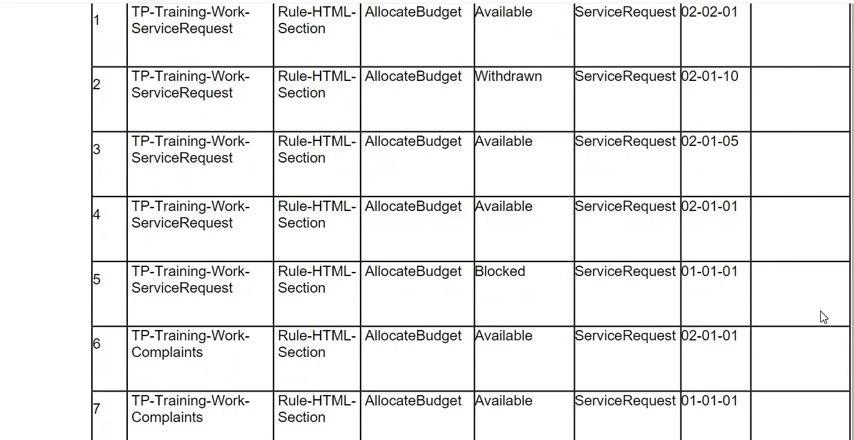 1 TP-Training-Work- Rule-HTML- AllocateBudget Available ServiceRequest 02-02-01
ServiceRequest Section
2 TP-Training-Work- Rule-HTML- AllocateBudget Withdrawn ServiceRequest 02-01-10
ServiceRequest Section
3 TP-Training-Work- Rule-HTML- AllocateBudget Available ServiceRequest 02-01-05
ServiceRequest Section
4 TP-Training-Work- Rule-HTML- AllocateBudget Available ServiceRequest 02-01-01
ServiceRequest Section
5 TP-Training-Work- Rule-HTML- AllocateBudget Blocked ServiceRequest 01-01-01
ServiceRequest Section
6 TP-Training-Work- Rule-HTML- AllocateBudget Available ServiceRequest 02-01-01
Complaints Section
7 TP-Training-Work- Rule-HTML- AllocateBudget Available ServiceRequest 01-01-01
Complaints Section